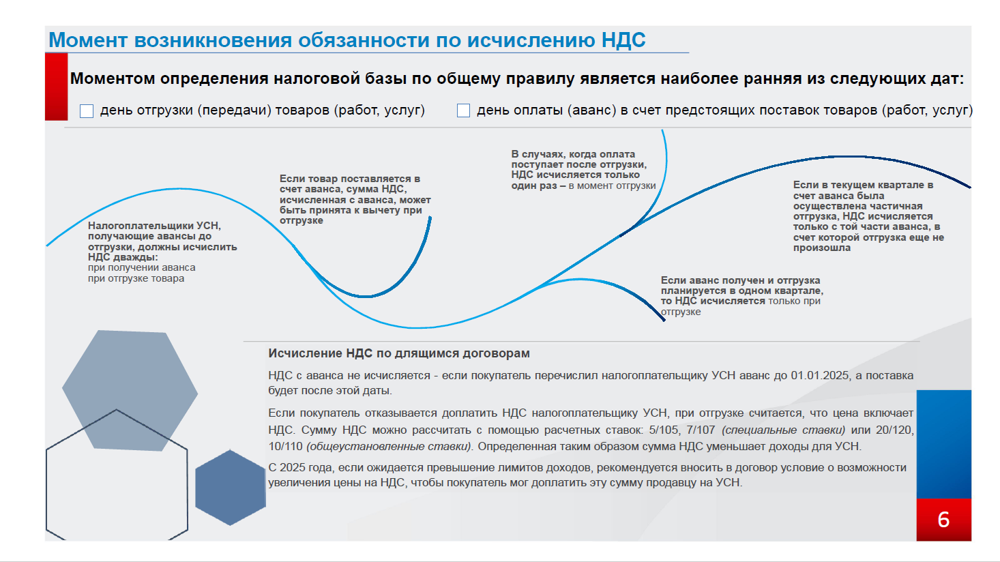 Момент возникновения обязанности по исчислению НДС
Моментом определения налоговой базы по общему правилу является наиболее ранняя из следующих дат:
день отгрузки (передачи) товаров (работ, услуг)
день оплаты (аванс) в счет предстоящих поставок товаров (работ, услуг)
Налогоплательщики УСН,
получающие авансы до
отгрузки, должны исчислить
НДС дважды:
при получении аванса
при отгрузке товара
Если товар поставляется в
счет аванса, сумма НДС,
исчисленная с аванса, может
быть принята к вычету при
отгрузке
В случаях, когда оплата
поступает после отгрузки,
НДС исчисляется только
один раз – в момент отгрузки
Если в текущем квартале в
счет аванса была
осуществлена частичная
отгрузка, НДС исчисляется
только с той части аванса, в
счет которой отгрузка еще не
произошла
Если аванс получен и отгрузка
планируется в одном квартале,
то НДС исчисляется только при
отгрузке
Исчисление НДС по длящимся договорам
НДС с аванса не исчисляется - если покупатель перечислил налогоплательщику УСН аванс до 01.01.2025, а поставка
будет после этой даты.
Если покупатель отказывается доплатить НДС налогоплательщику УСН, при отгрузке считается, что цена включает
НДС. Сумму НДС можно рассчитать с помощью расчетных ставок: 5/105, 7/107 (специальные ставки) или 20/120,
10/110 (общеустановленные ставки). Определенная таким образом сумма НДС уменьшает доходы для УСН.
С 2025 года, если ожидается превышение лимитов доходов, рекомендуется вносить в договор условие о возможности
увеличения цены на НДС, чтобы покупатель мог доплатить эту сумму продавцу на УСН.
6